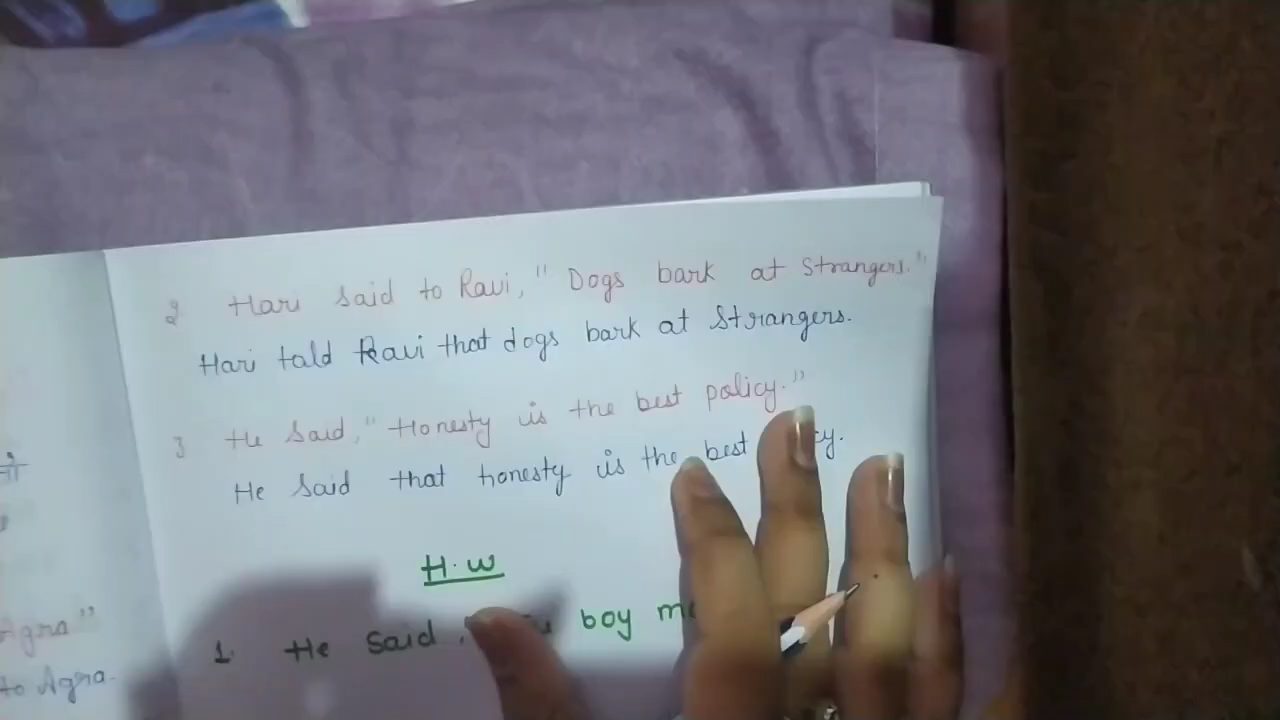 2 Hari said to Ravi, " Dogs bark at Strangers."
Hari told Ravi that dogs bark at Strangers.
3 He Said, " Honesty is the best policy."
He Said that honesty is the best cy.
H.W
1. He said, boy
Agra"
to Agra.